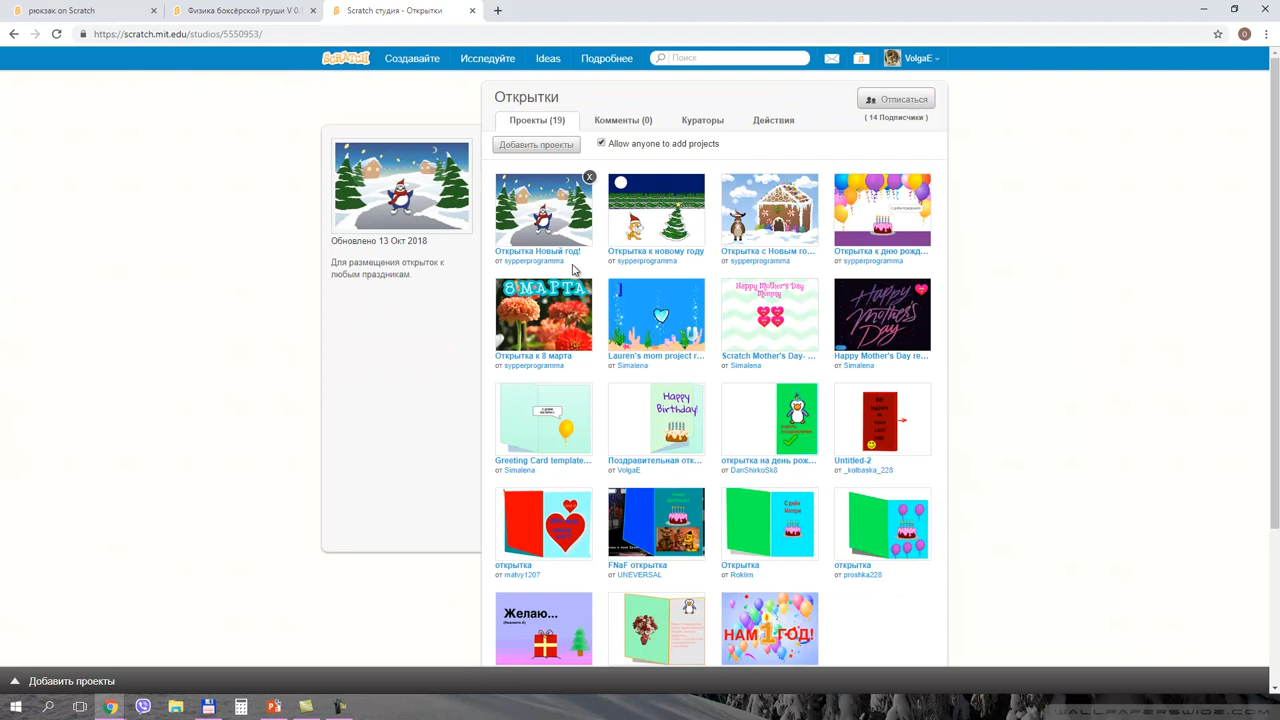 рюкзак on Scratch
Физика боксёрской груши V 0.
Scratch студия - Открытки
https://scratch.mit.edu/studios/5550953/
SCRATCH
Создавайте
Исследуйте
Ideas
Подробнее
Поиск
VolgaE
Открытки
Отписаться
( 14 Подписчики )
Проекты (19)
Комменты (0)
Кураторы
Действия
Добавить проекты
Allow anyone to add projects
Обновлено 13 Окт 2018
Для размещения открыток к
любым праздникам.
X
Открытка Новый год!
от sypperprogramma
Открытка к новому году
от sypperprogramma
Открытка с Новым го...
от sypperprogramma
Открытка к дню рожд...
от sypperprogramma
8 МАРТА
Открытка к 8 марта
от sypperprogramma
Lauren's mom project r...
от Simalena
Happy Mother's Day
Mommy
Scratch Mother's Day- ...
от Simalena
Happy
Mother's
Day
Happy Mother's Day re...
от Simalena
Greeting Card template...
от Simalena
Happy
Birthday!
Поздравительная отк...
от VolgaE
открытка на день рож...
от DanShirkoSk8
Untitled-2
от _kolbaska_228
открытка
от matvy1207
FNaF открытка
от UNEVERSAL
С днём
Матери
Открытка
от Roklim
открытка
от proshka228
Желаю...
НАМ 1 ГОД!
Добавить проекты
WALLPAPERSWIDE.COM